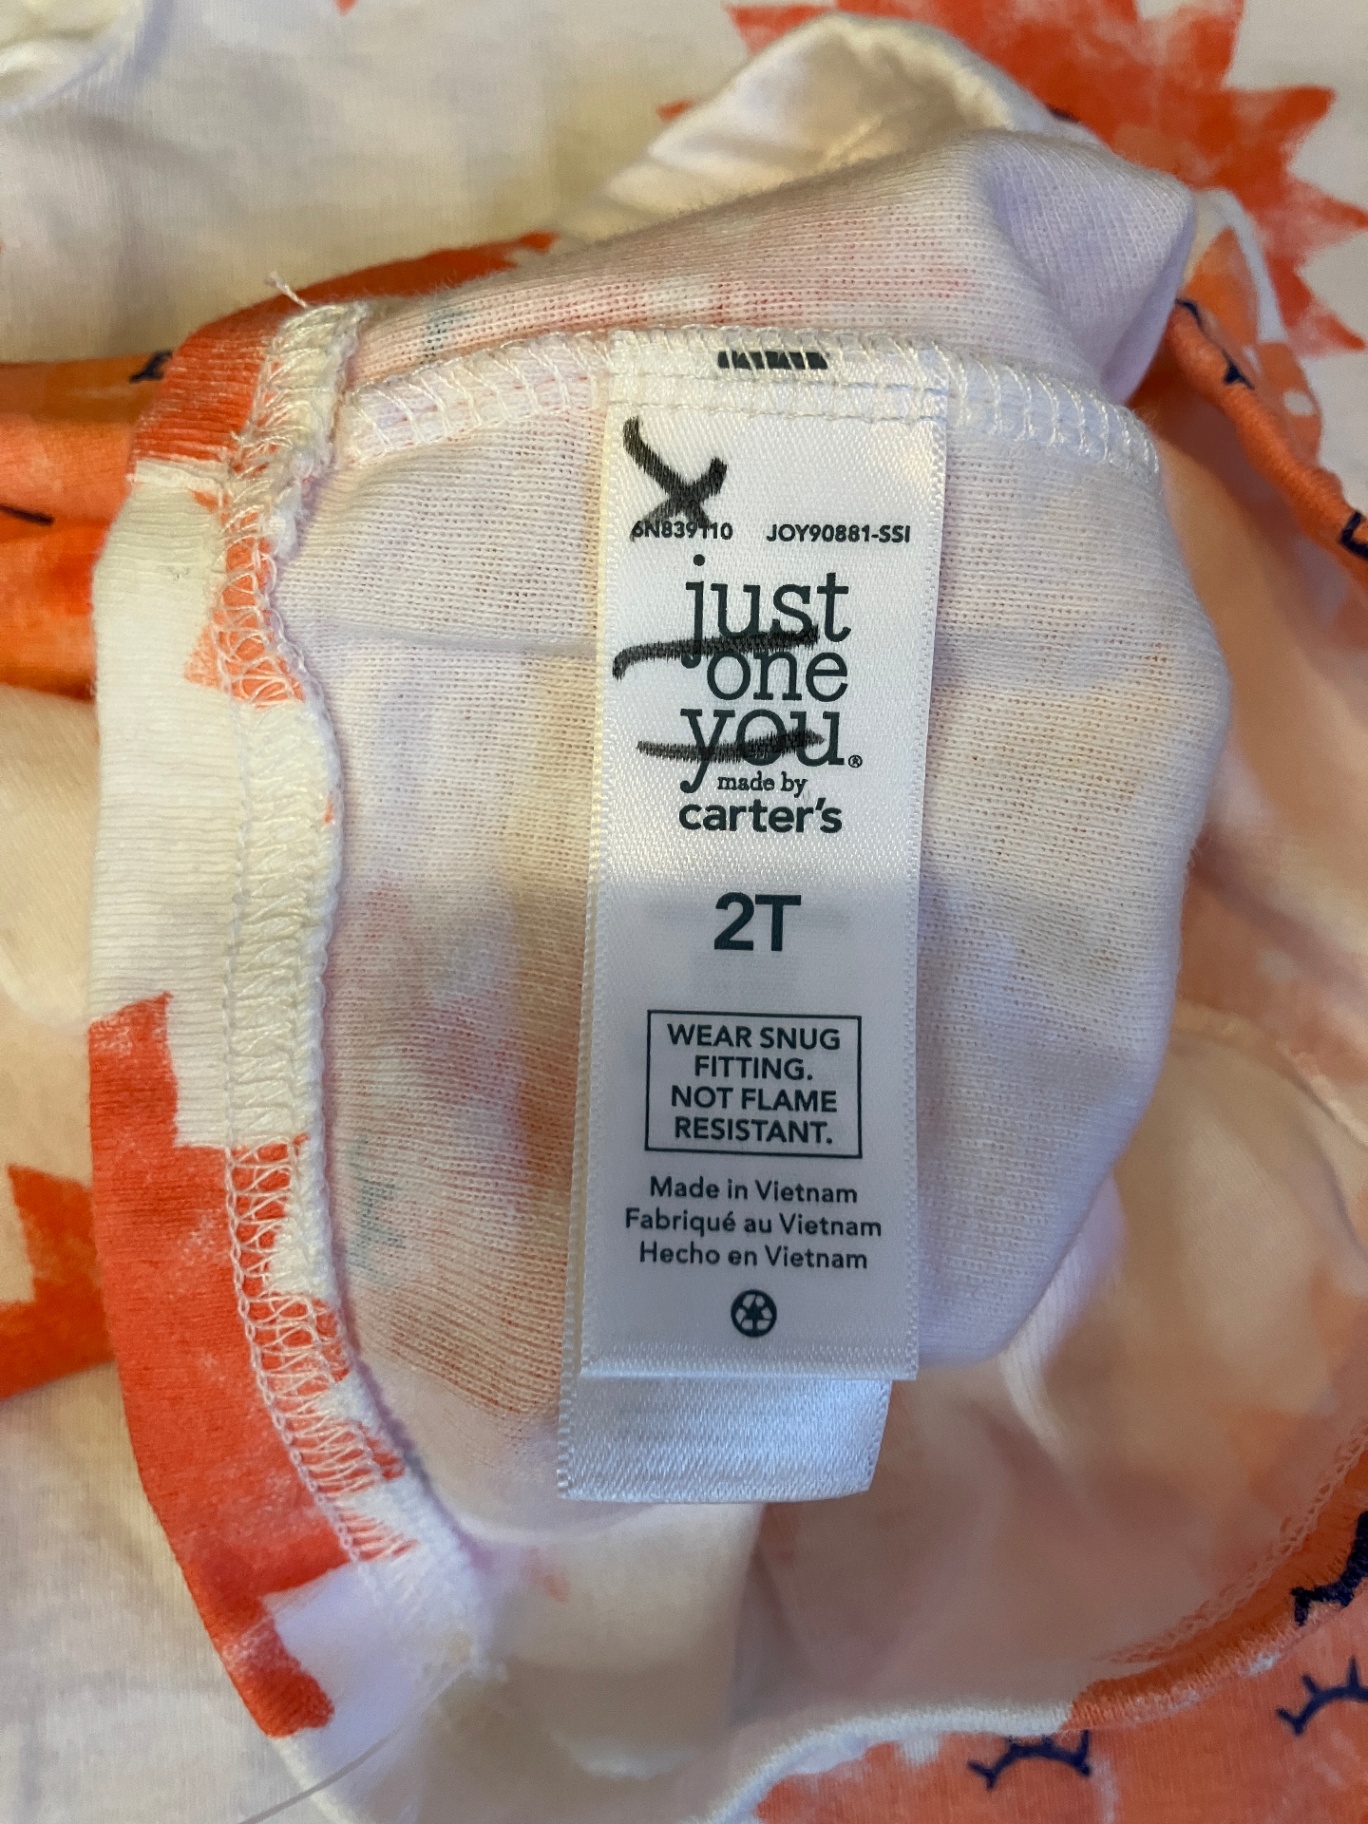 6N839110 JOY90881-SSI
just
one
you®
made by
carter's
2T
WEAR SNUG
FITTING.
NOT FLAME
RESISTANT.
Made in Vietnam
Fabriqué au Vietnam
Hecho en Vietnam